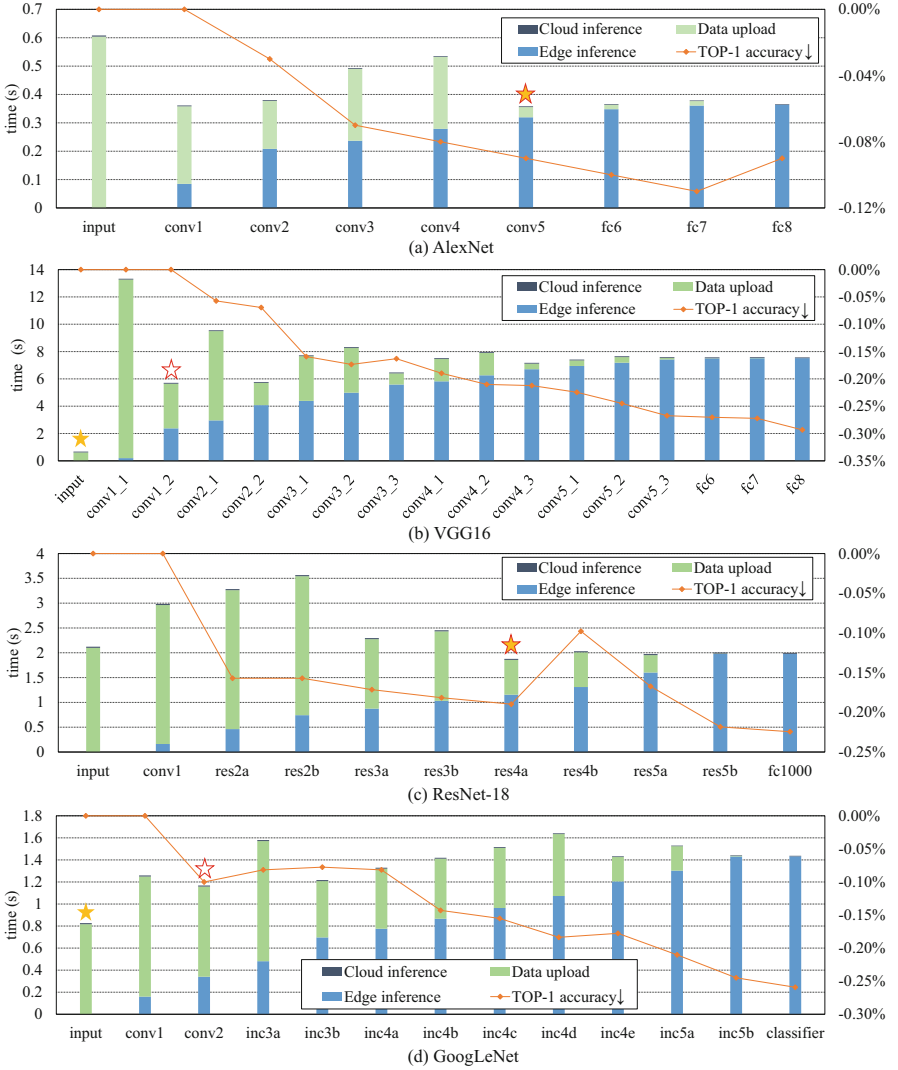 0.7
0.6
0.5
0.4
0.3
0.2
0.1
0
time (s)
Cloud inference
Data upload
Edge inference
TOP-1 accuracy↓
0.00%
-0.04%
-0.08%
-0.12%
input conv1 conv2 conv3 conv4 conv5 fc6 fc7 fc8
(a) AlexNet
14
12
10
8
6
4
2
0
time (s)
Cloud inference
Data upload
Edge inference
TOP-1 accuracy↓
0.00%
-0.05%
-0.10%
-0.15%
-0.20%
-0.25%
-0.30%
-0.35%
input conv1_1 conv1_2 conv2_1 conv2_2 conv3_1 conv3_2 conv3_3 conv4_1 conv4_2 conv4_3 conv5_1 conv5_2 conv5_3 fc6 fc7 fc8
(b) VGG16
4
3.5
3
2.5
2
1.5
1
0.5
0
time (s)
Cloud inference
Data upload
Edge inference
TOP-1 accuracy↓
0.00%
-0.05%
-0.10%
-0.15%
-0.20%
-0.25%
input conv1 res2a res2b res3a res3b res4a res4b res5a res5b fc1000
(c) ResNet-18
1.8
1.6
1.4
1.2
1
0.8
0.6
0.4
0.2
0
time (s)
Cloud inference
Data upload
Edge inference
TOP-1 accuracy↓
0.00%
-0.05%
-0.10%
-0.15%
-0.20%
-0.25%
-0.30%
input conv1 conv2 inc3a inc3b inc4a inc4b inc4c inc4d inc4e inc5a inc5b classifier
(d) GoogLeNet